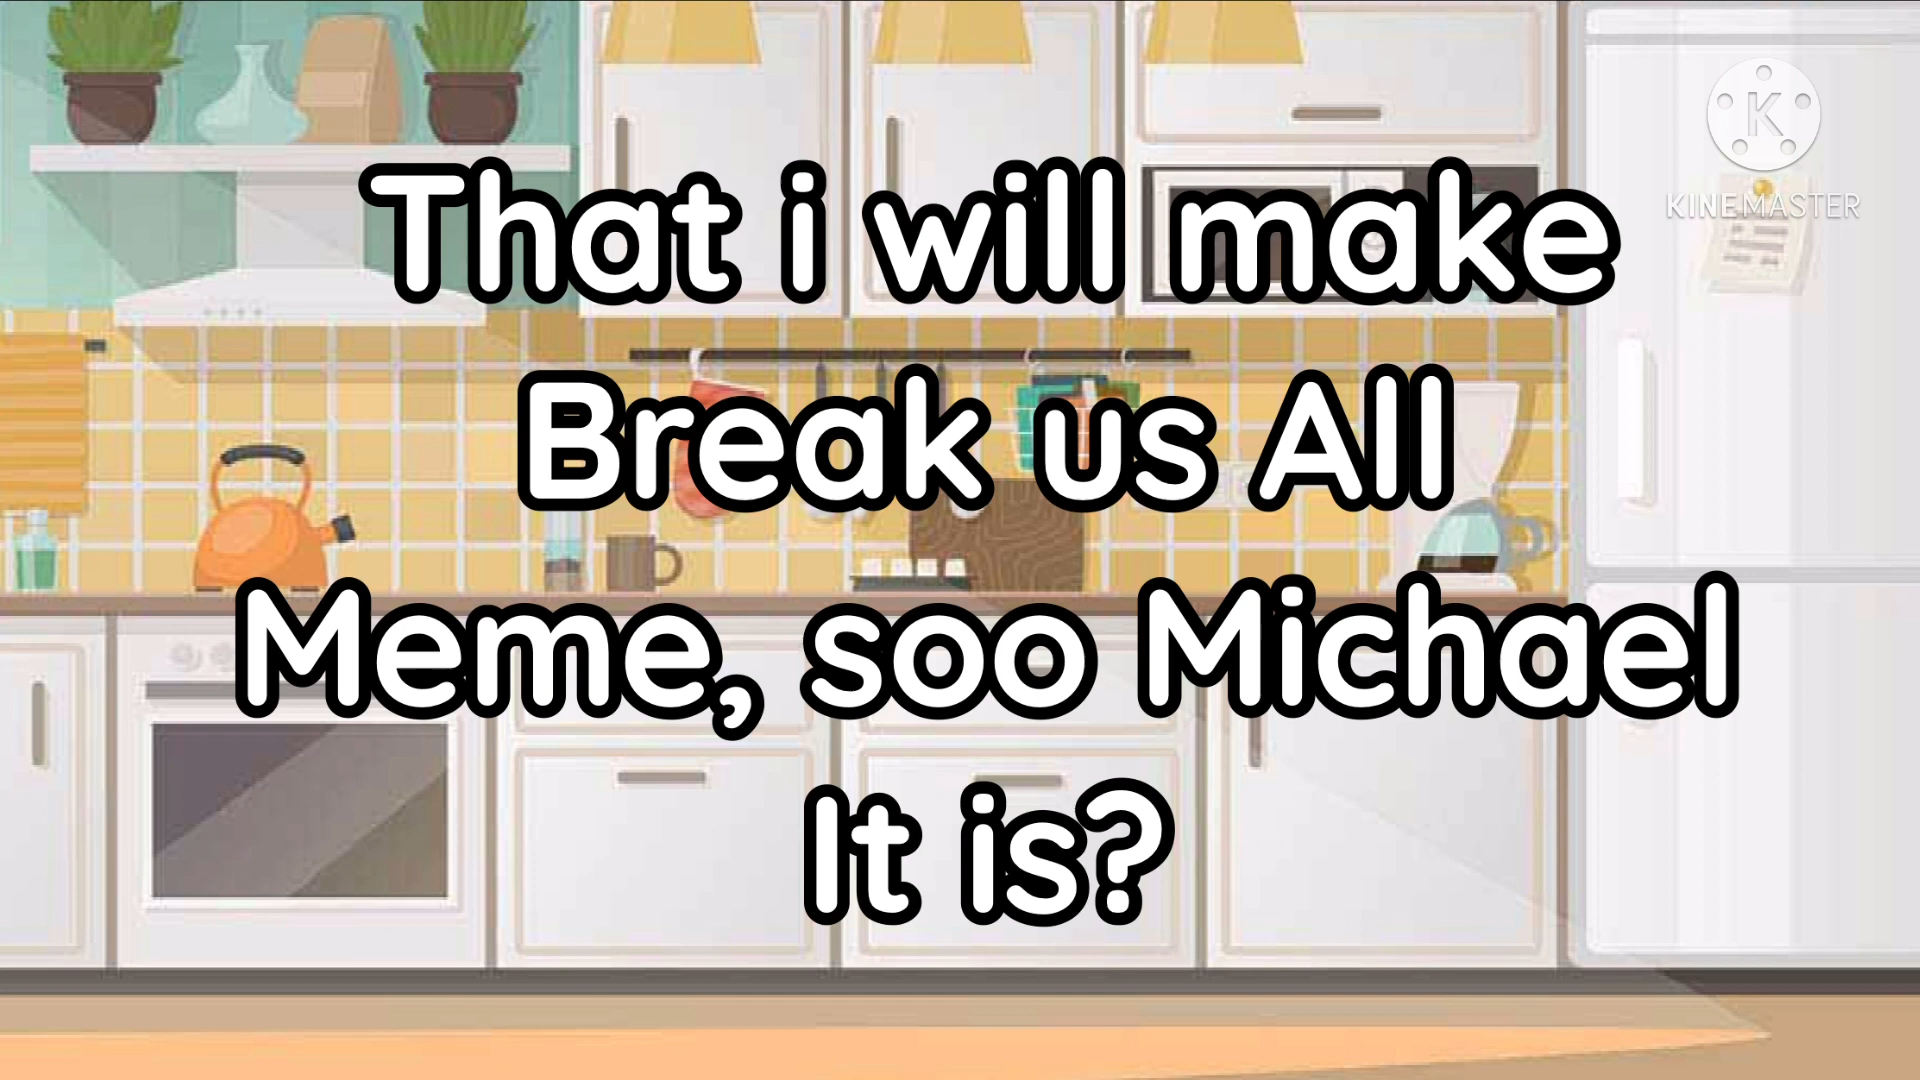 That i will make
Break us All
Meme, soo Michael
It is?
K
KINEMASTER